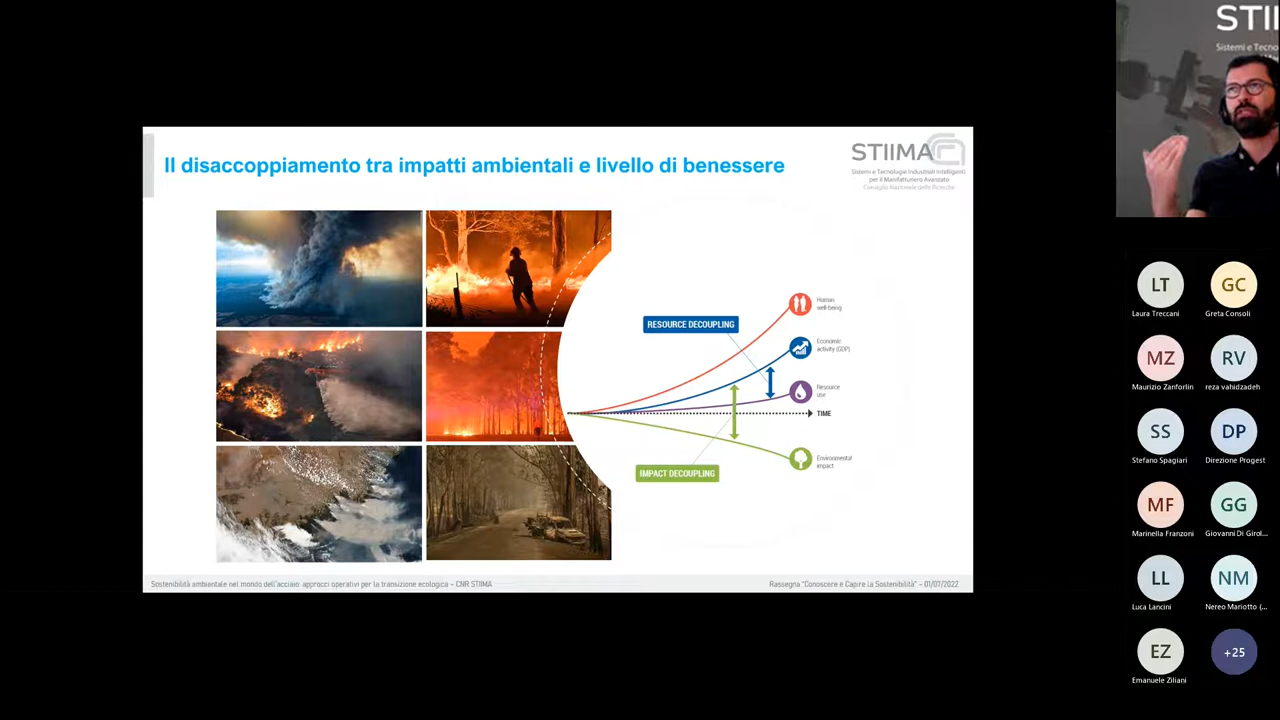 Il disaccoppiamento tra impatti ambientali e livello di benessere
STIIMA
Sistemi e Tecnologie Industriali Intelligenti
per il Manifatturiero Avanzato
Consiglio Nazionale delle Ricerche
RESOURCE DECOUPLING
Human
well-being
Economic
activity (GDP)
Resource
use
TIME
Environmental
impact
IMPACT DECOUPLING
Sostenibilità ambientale nel mondo dell'acciaio: approcci operativi per la transizione ecologica – CNR STIIMA
Rassegna "Conoscere e Capire la Sostenibilità" – 01/07/2022
STII
Sistemi e Tecno
LT
Laura Treccani
GC
Greta Consoli
MZ
Maurizio Zanforlin
RV
reza vahidzadeh
SS
Stefano Spagiari
DP
Direzione Progest
MF
Marinella Franzoni
GG
Giovanni Di Girol...
LL
Luca Lancini
NM
Nereo Mariotto (...
EZ
Emanuele Ziliani
+25